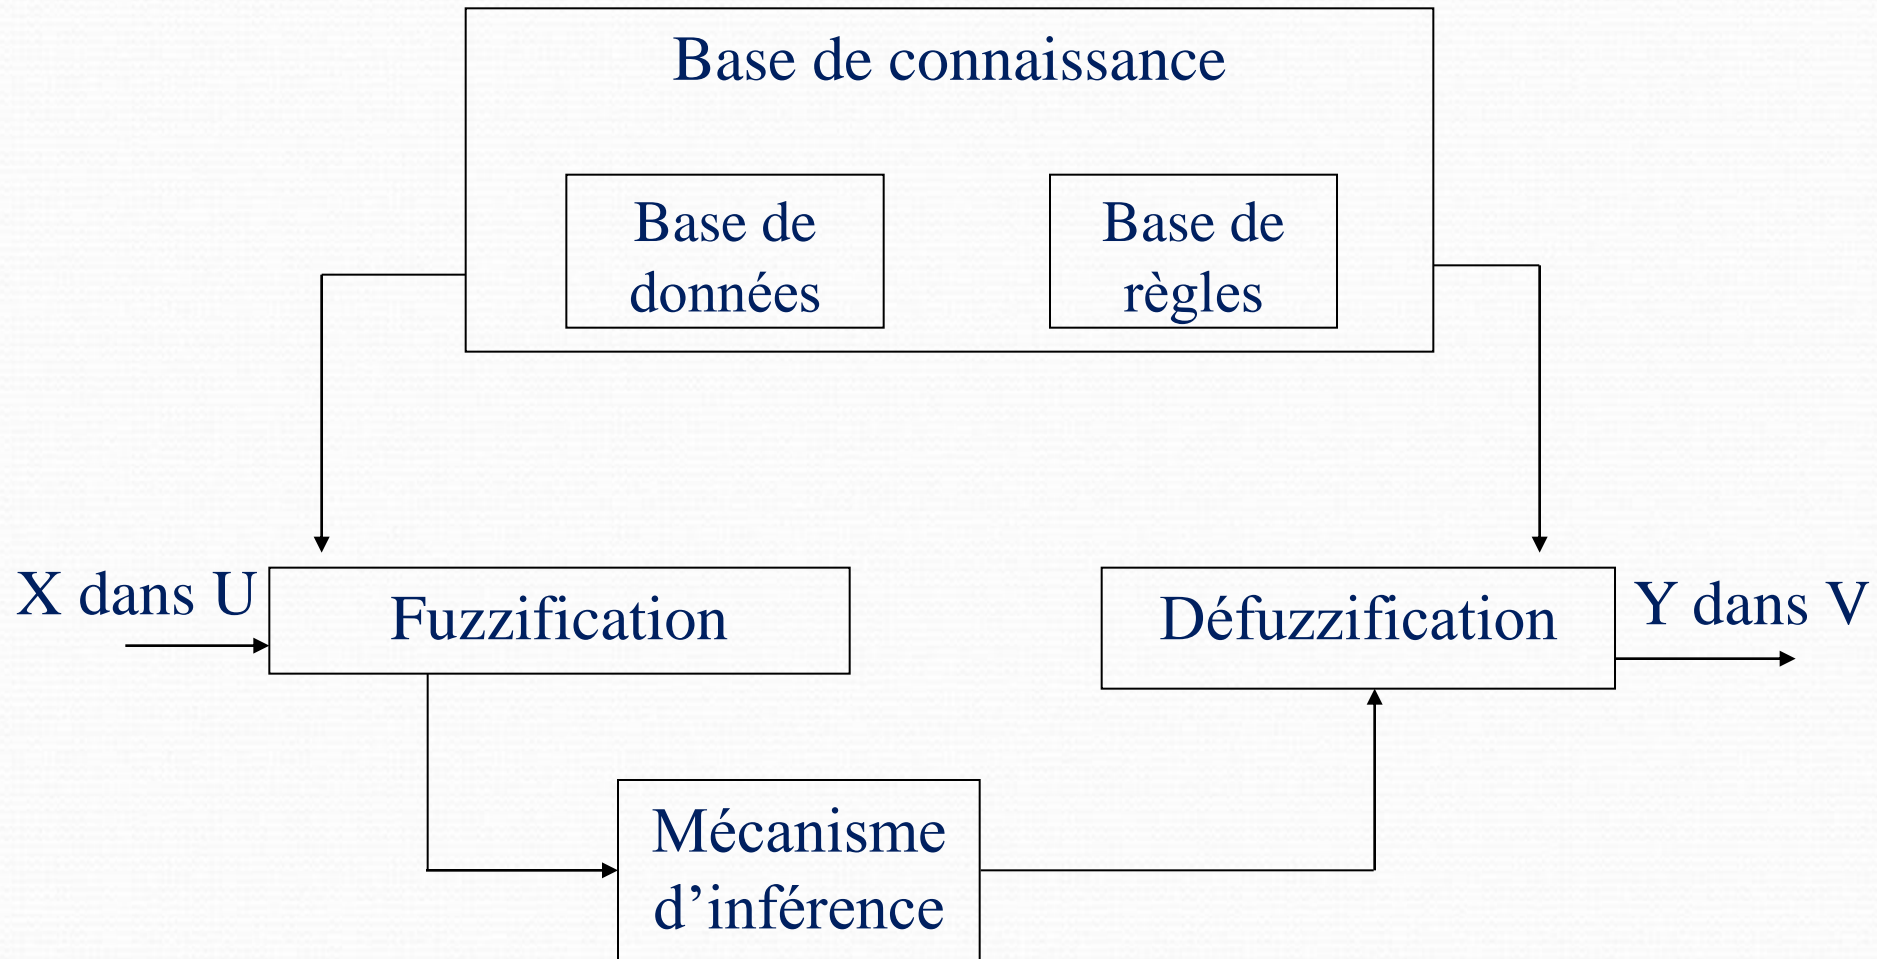 Base de connaissance
Base de
données
Base de
règles
X dans U
Fuzzification
Défuzzification
Y dans V
Mécanisme
d’inférence